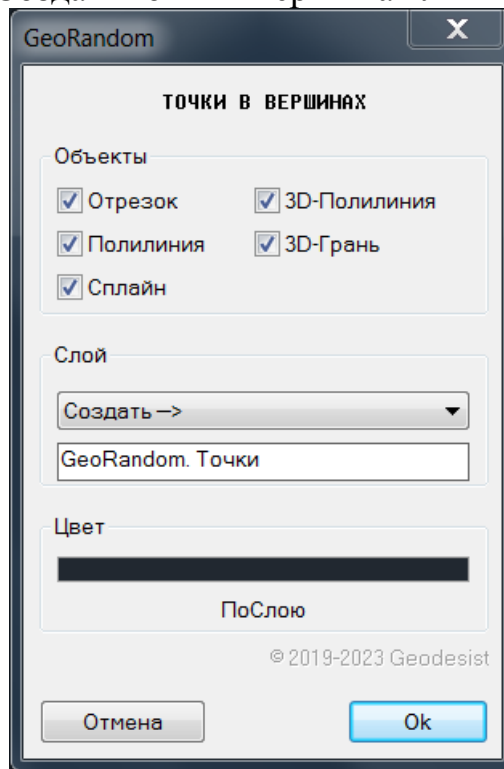 GeoRandom
X
ТОЧКИ В ВЕРШИНАХ
Объекты
Отрезок
3D-Полилиния
Полилиния
3D-Грань
Сплайн
Слой
Создать-->
GeoRandom. Точки
Цвет
ПоСлою
© 2019-2023 Geodesist
Отмена
Ok